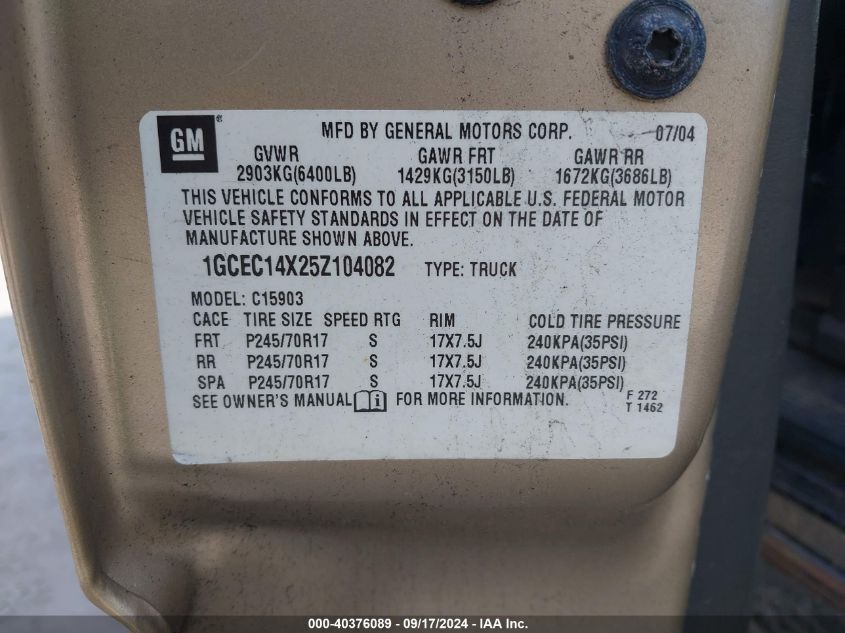 GM ® MFD BY GENERAL MOTORS CORP. 07/04
GVWR GAWR FRT GAWR RR
2903KG(6400LB) 1429KG(3150LB) 1672KG(3686LB)
THIS VEHICLE CONFORMS TO ALL APPLICABLE U.S. FEDERAL MOTOR
VEHICLE SAFETY STANDARDS IN EFFECT ON THE DATE OF
MANUFACTURE SHOWN ABOVE.
1GCEC14X25Z104082 TYPE: TRUCK
MODEL: C15903
CACE TIRE SIZE SPEED RTG RIM COLD TIRE PRESSURE
FRT P245/70R17 S 17X7.5J 240KPA(35PSI)
RR P245/70R17 S 17X7.5J 240KPA(35PSI)
SPA P245/70R17 S 17X7.5J 240KPA(35PSI)
SEE OWNER'S MANUAL FOR MORE INFORMATION. F 272
T 1462
000-40376089 - 09/17/2024 - IAA Inc.